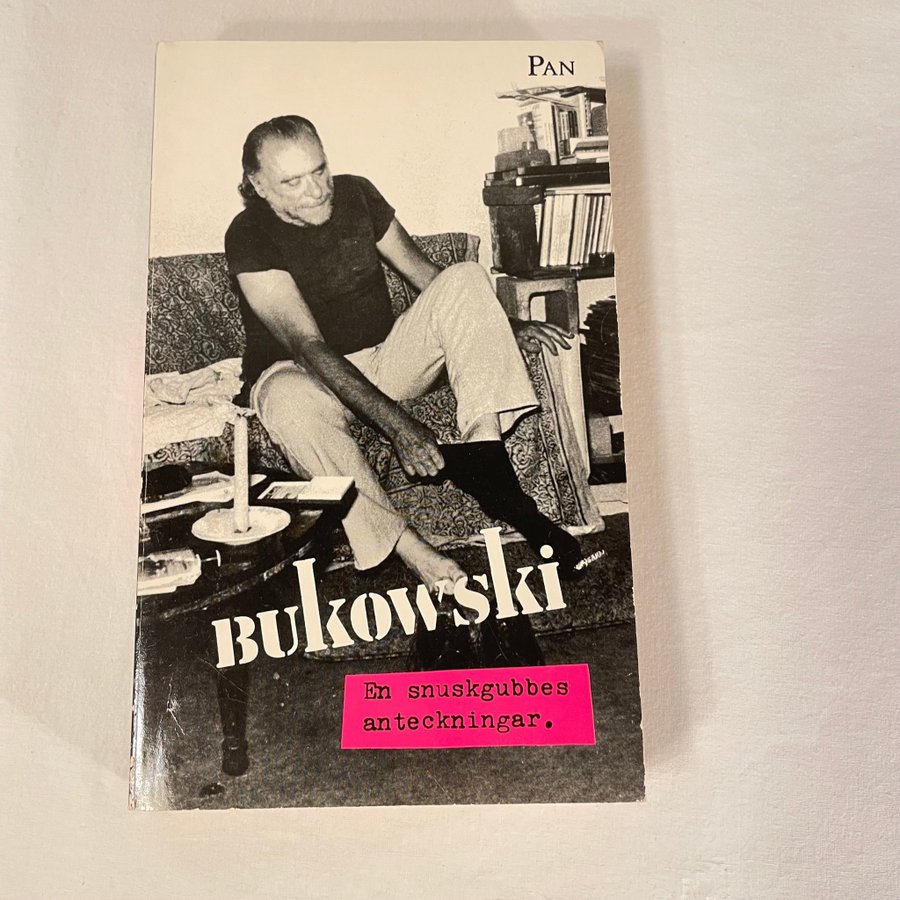 PAN
BUKOWSKI
En snuskgubbes
anteckningar.